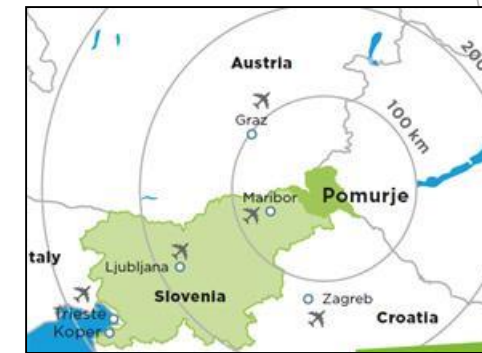 Austria
200
Graz
100 km
Maribor
Pomurje
taly
Ljubljana
Slovenia
Zagreb
Trieste
Koper
Croatia